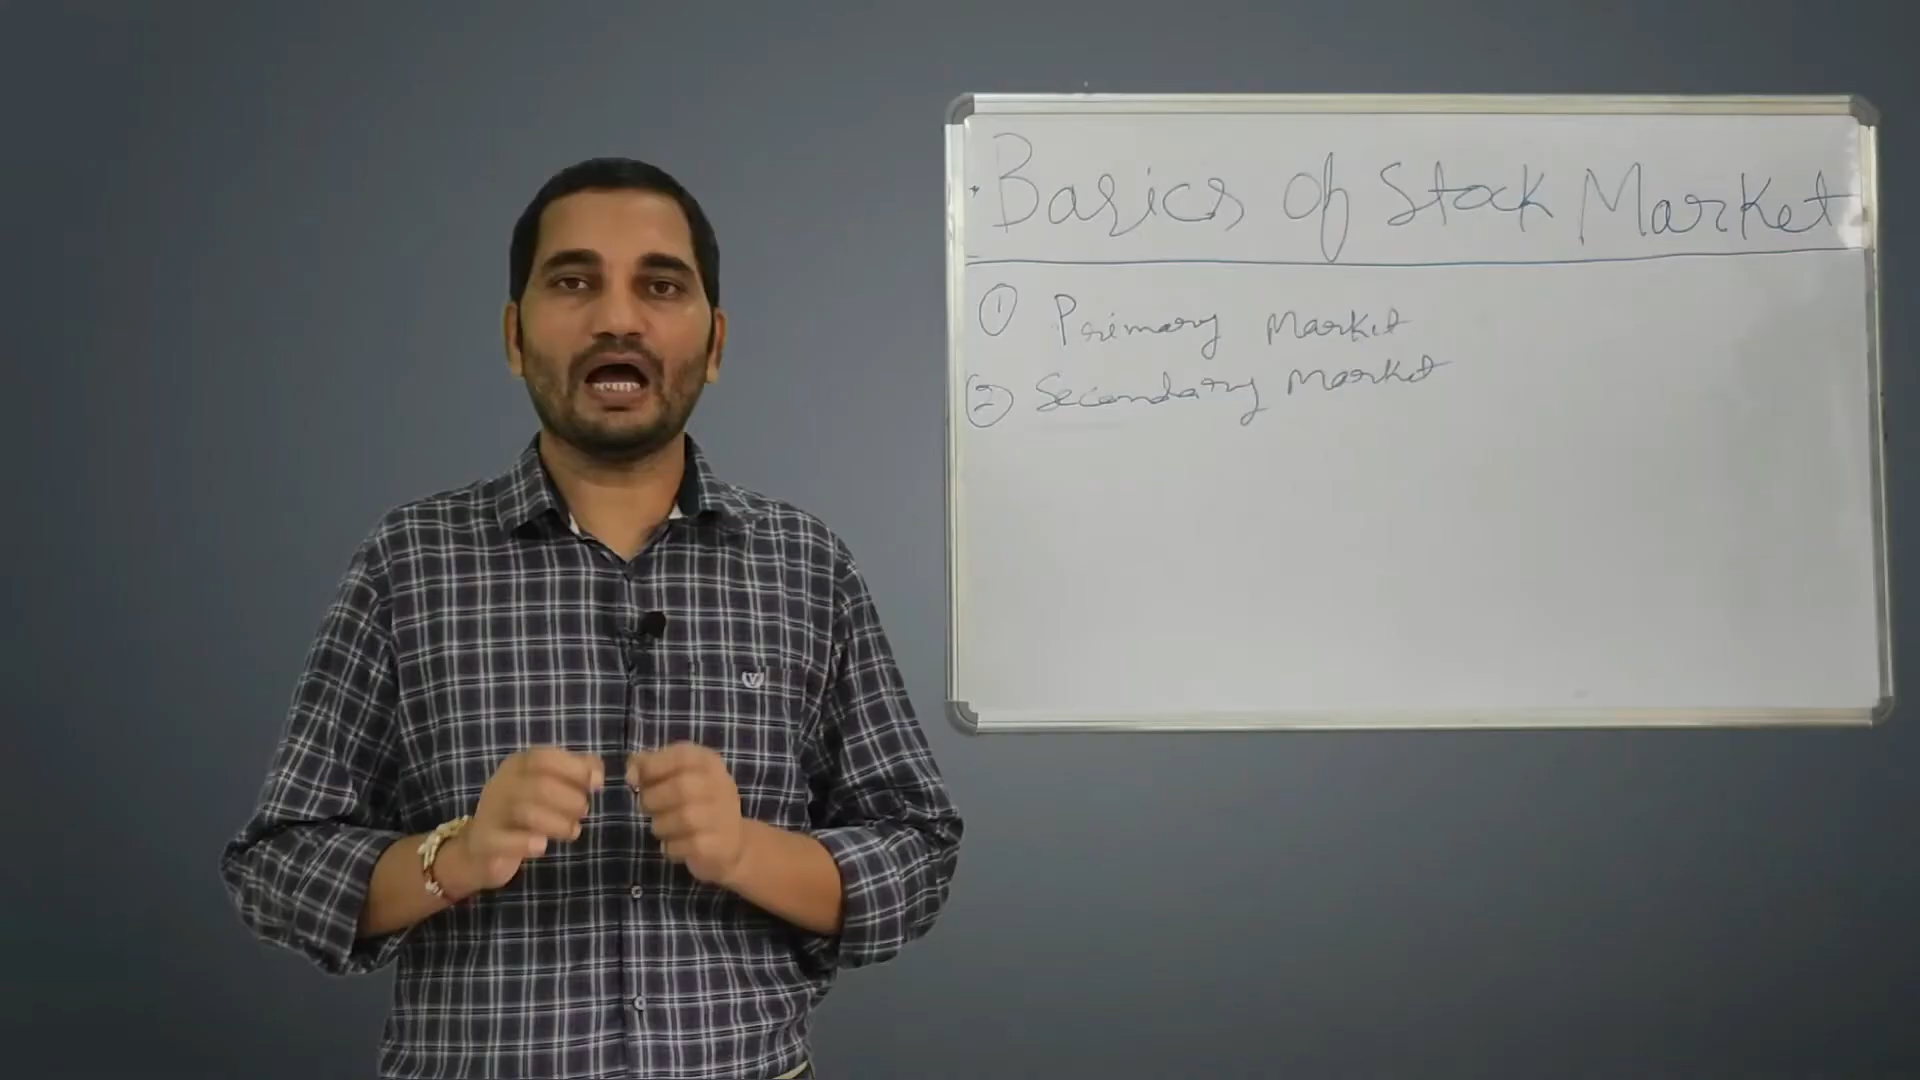 Basics of Stock Market
① Primary Market
② Secondary Market
V